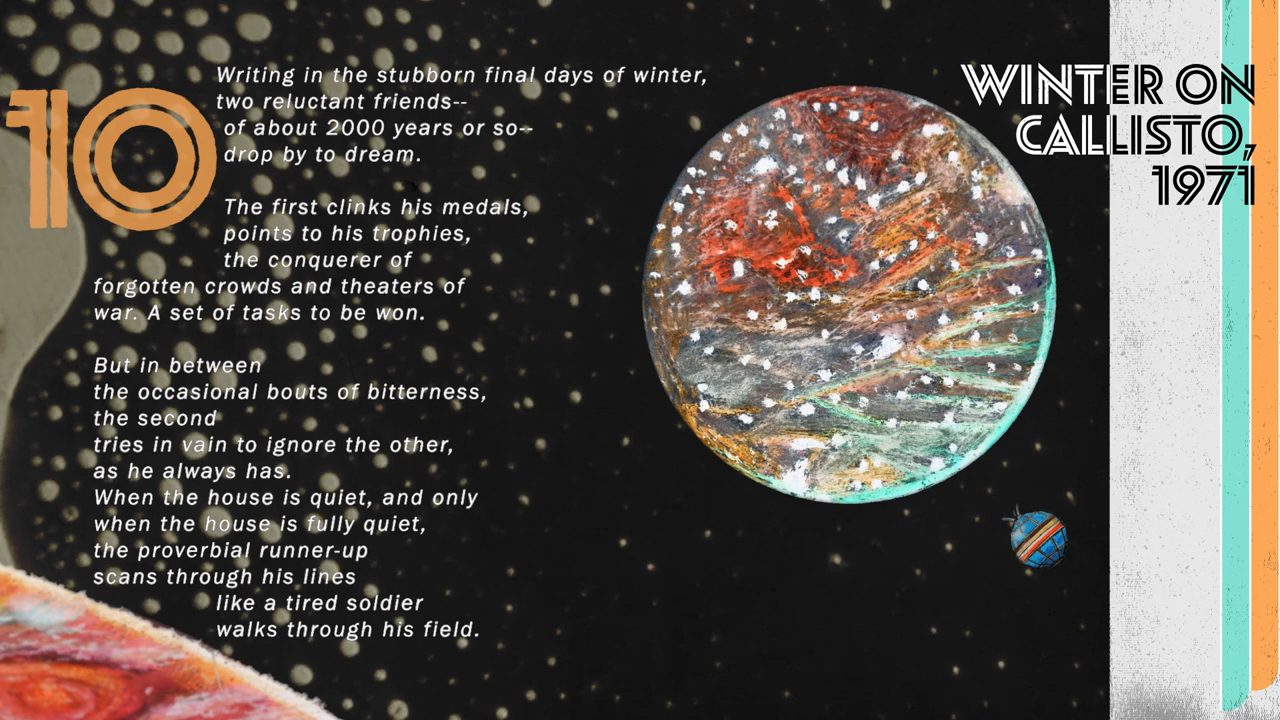 10
Writing in the stubborn final days of winter,
two reluctant friends--
of about 2000 years or so--
drop by to dream.
The first clinks his medals,
points to his trophies,
the conquerer of
forgotten crowds and theaters of
war. A set of tasks to be won.
But in between
the occasional bouts of bitterness,
the second
tries in vain to ignore the other,
as he always has.
When the house is quiet, and only
when the house is fully quiet,
the proverbial runner-up
scans through his lines
like a tired soldier
walks through his field.
WINTER ON
CALLISTO,
1971